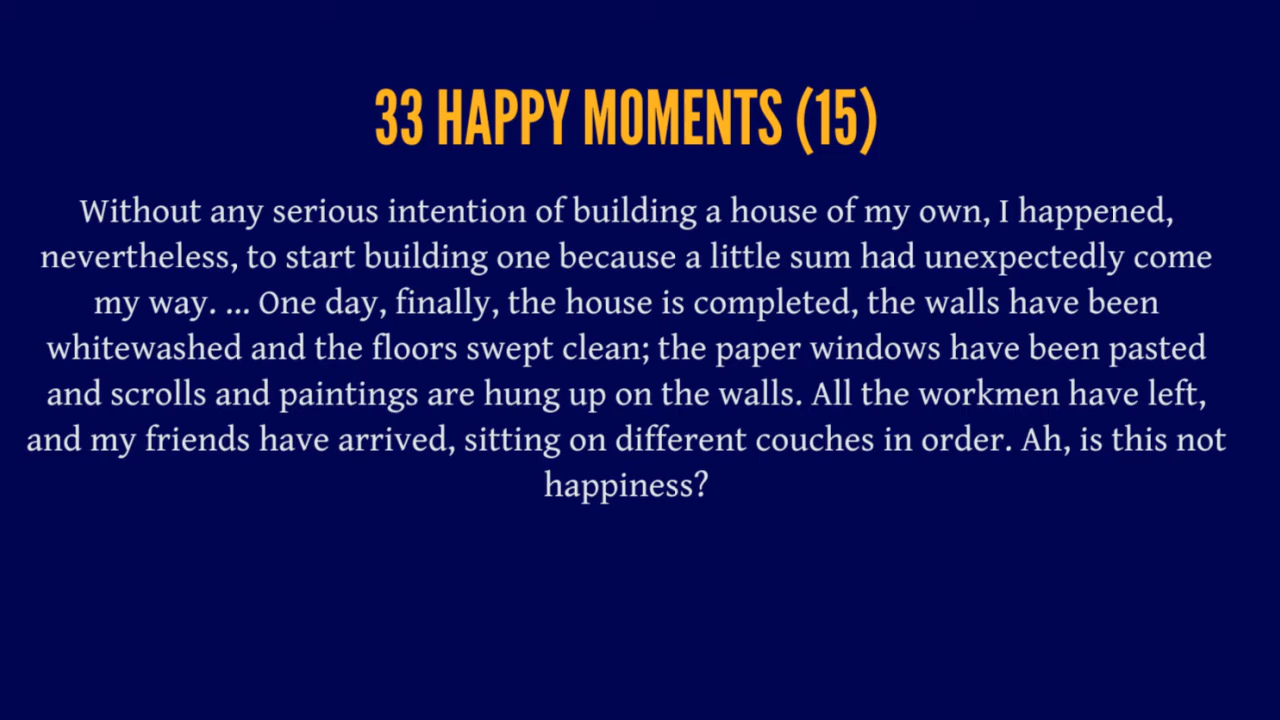 33 HAPPY MOMENTS (15)
Without any serious intention of building a house of my own, I happened,
nevertheless, to start building one because a little sum had unexpectedly come
my way. ... One day, finally, the house is completed, the walls have been
whitewashed and the floors swept clean; the paper windows have been pasted
and scrolls and paintings are hung up on the walls. All the workmen have left,
and my friends have arrived, sitting on different couches in order. Ah, is this not
happiness?